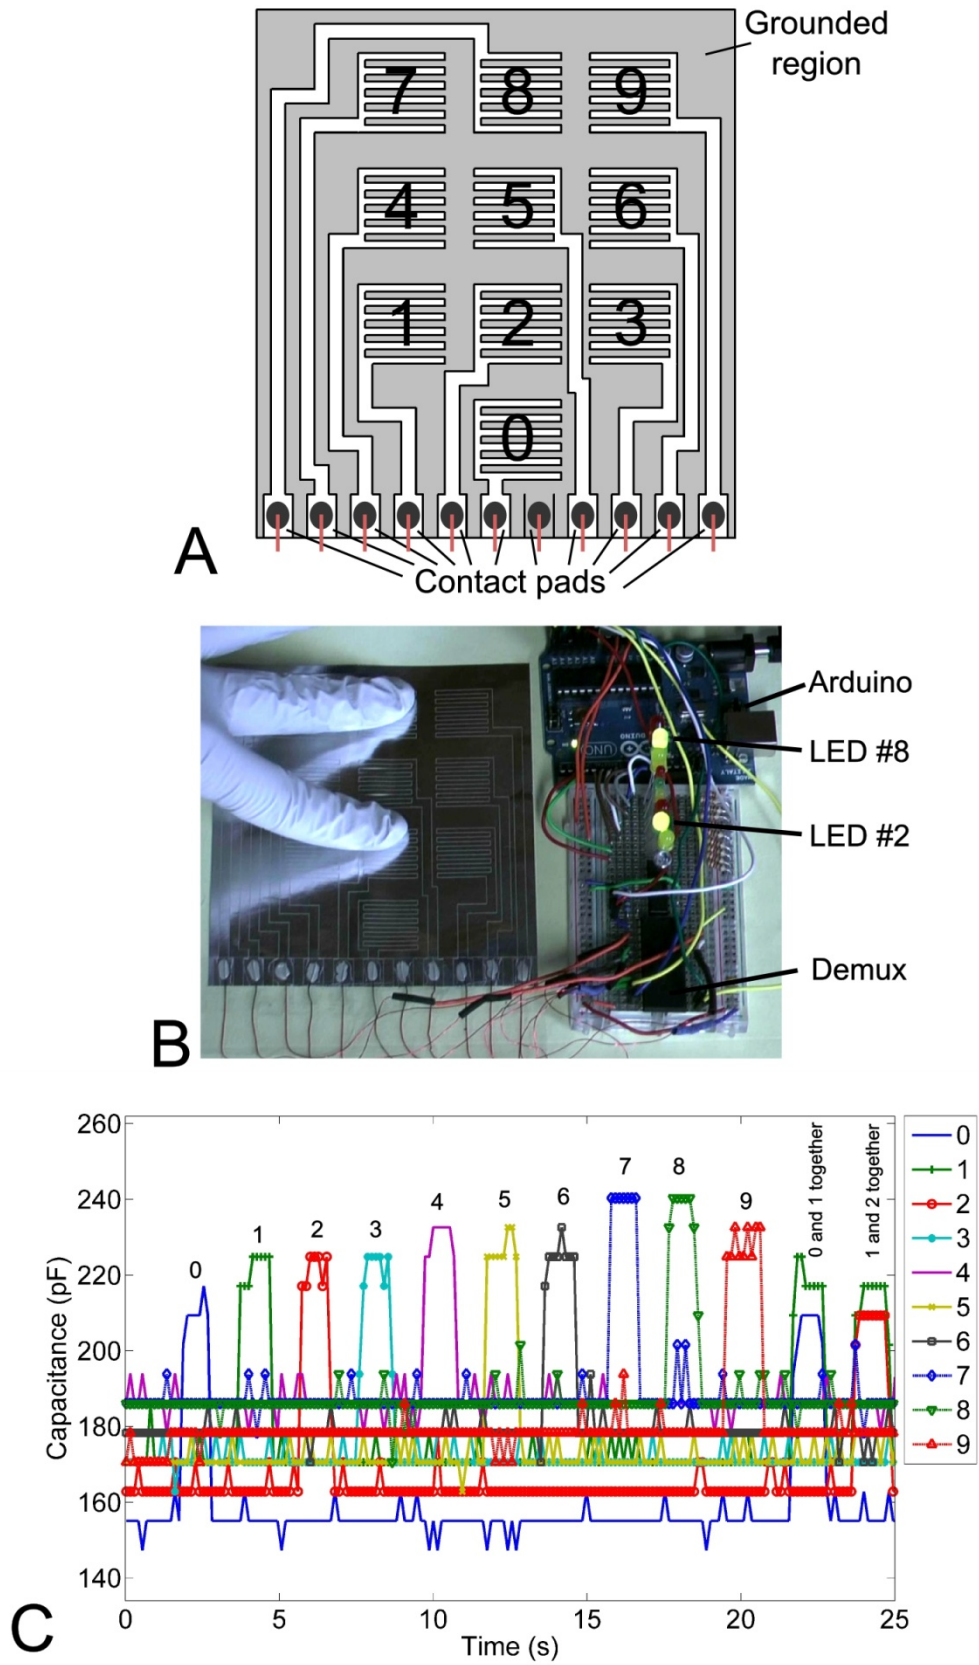 Grounded
region
7 8 9
4 5 6
1 2 3
0
Contact pads
A
Arduino
LED #8
LED #2
Demux
UNO
B
260
240
220
200
180
160
140
Capacitance (pF)
0 1 2 3 4 5 6 7 8 9
0 and 1 together
1 and 2 together
0
1
2
3
4
5
6
7
8
9
0 5 10 15 20 25
Time (s)
C